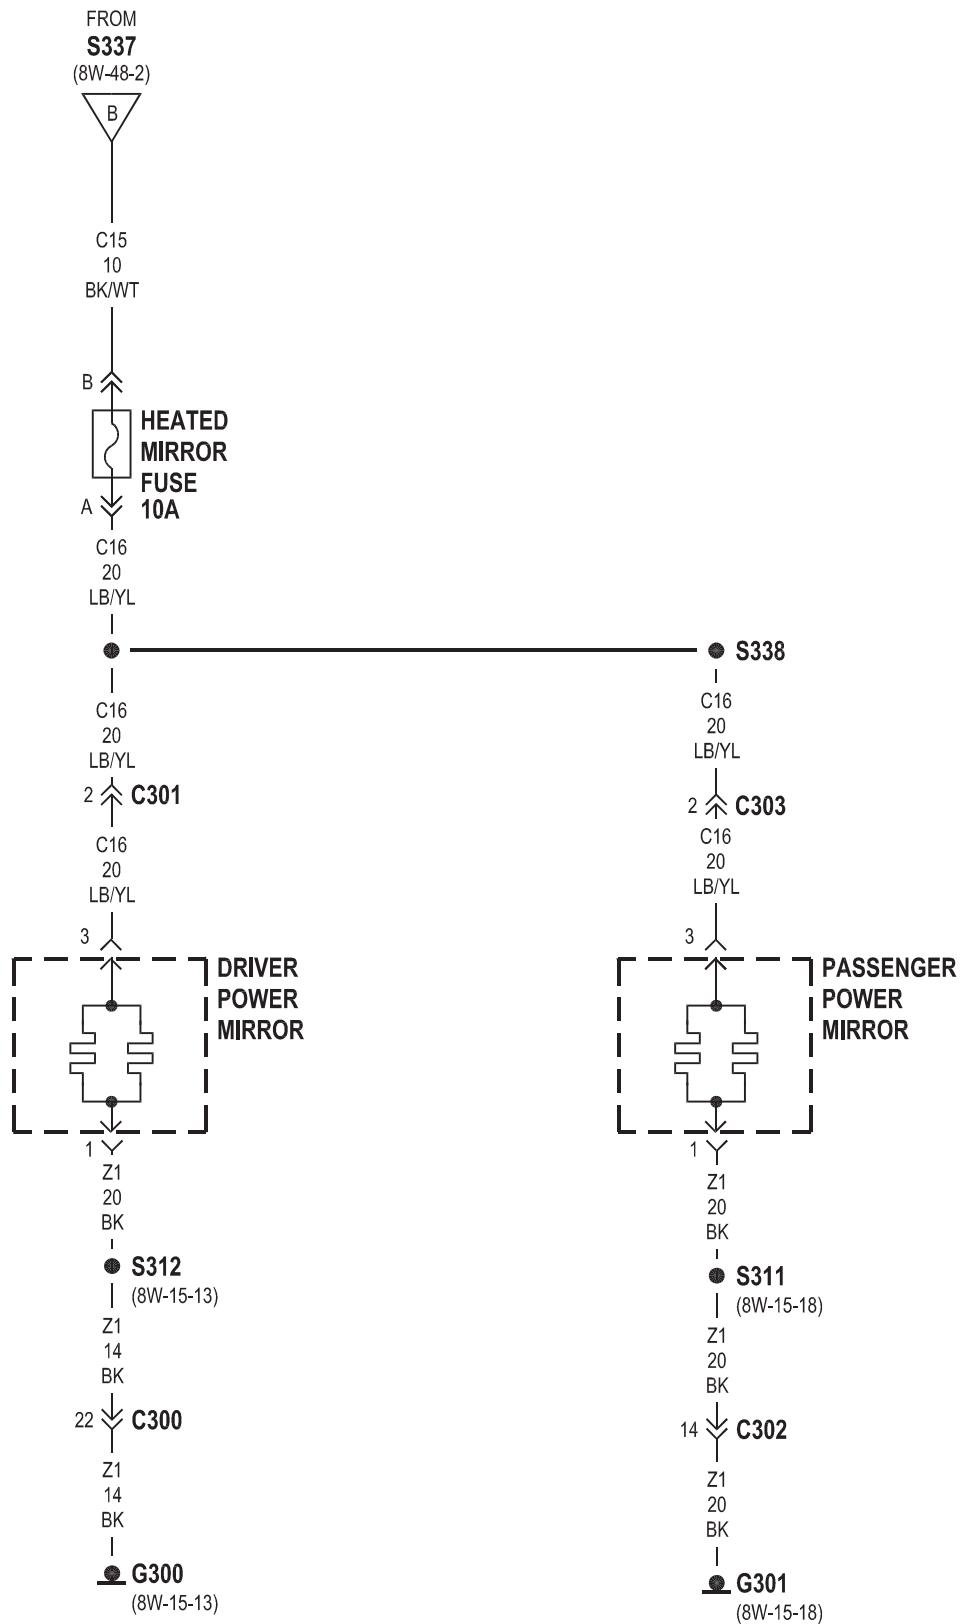 FROM
S337
(8W-48-2)
B
C15
10
BK/WT
B
HEATED
MIRROR
FUSE
10A
A
C16
20
LB/YL
S338
C16
20
LB/YL
2 C301
C16
20
LB/YL
3
DRIVER
POWER
MIRROR
1
Z1
20
BK
S312
(8W-15-13)
Z1
14
BK
22 C300
Z1
14
BK
G300
(8W-15-13)
C16
20
LB/YL
2 C303
C16
20
LB/YL
3
PASSENGER
POWER
MIRROR
1
Z1
20
BK
S311
(8W-15-18)
Z1
20
BK
14 C302
Z1
20
BK
G301
(8W-15-18)